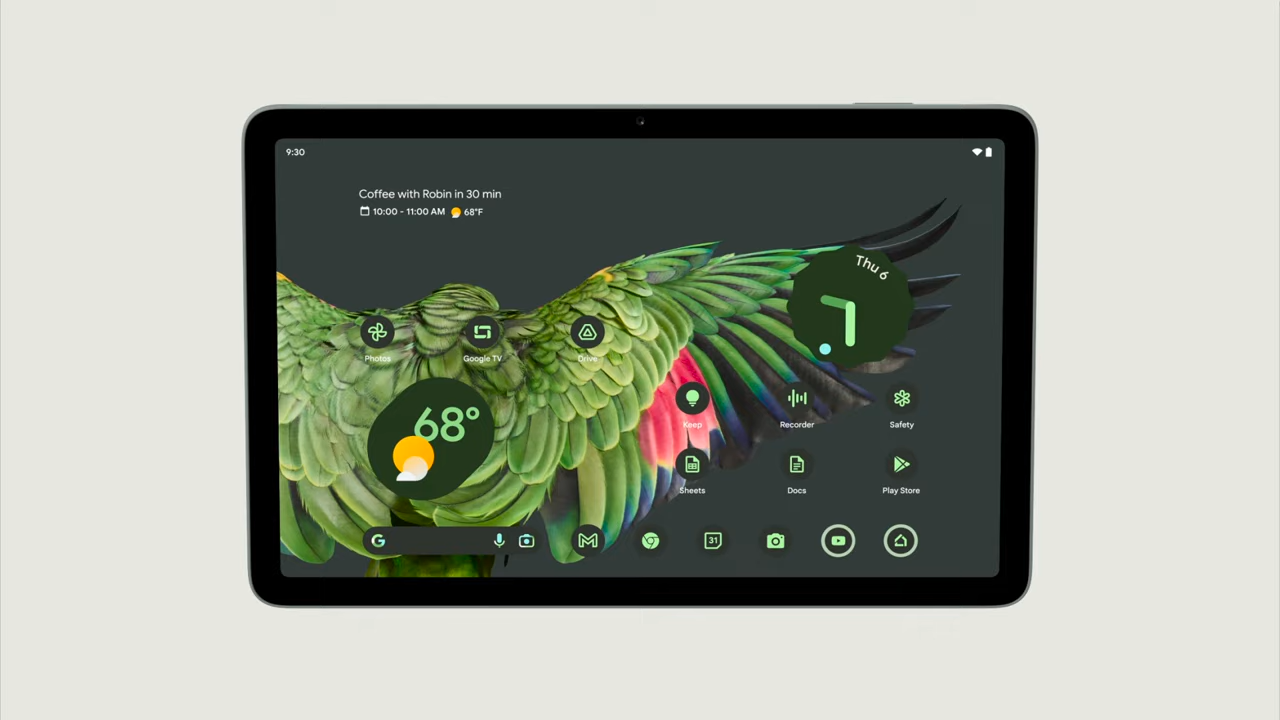 9:30
Coffee with Robin in 30 min
10:00 - 11:00 AM 68°F
Thu 6
Photos
Google TV
Drive
68°
Keep
Recorder
Safety
Sheets
Docs
Play Store
G
31